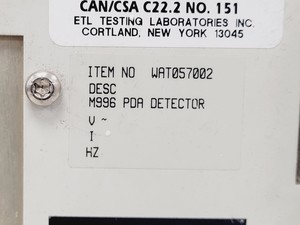 CAN/CSA C22.2 NO. 151
ETL TESTING LABORATORIES INC.
CORTLAND, NEW YORK 13045
ITEM NO WAT057002
DESC
M996 PDA DETECTOR
V ~
I
HZ